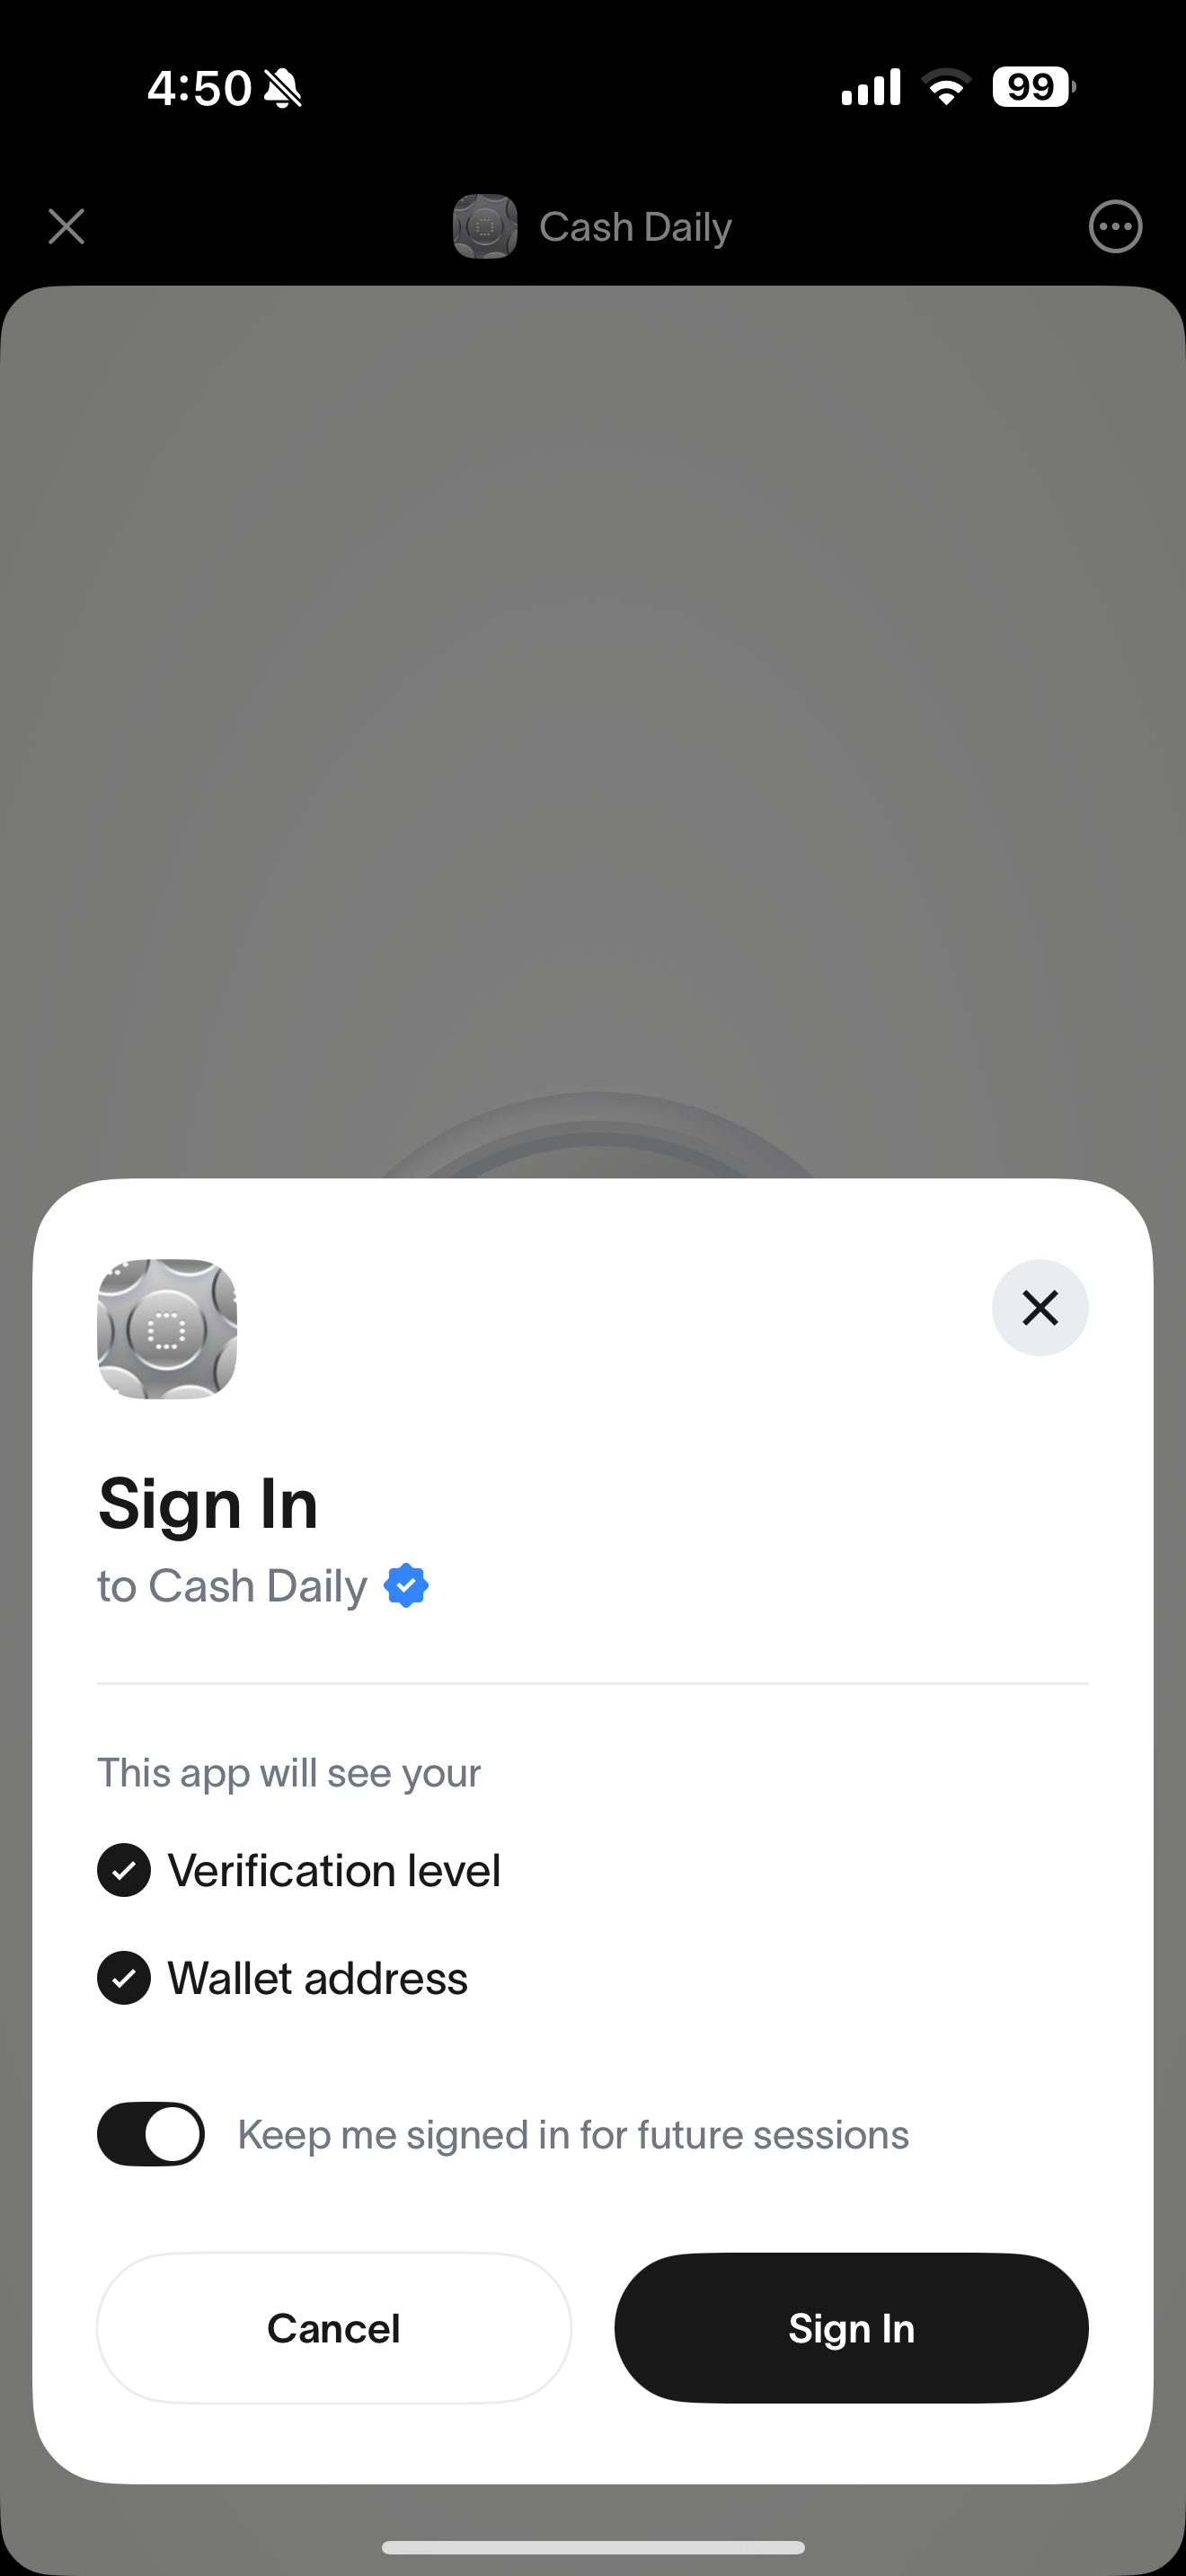 4:50
99
Cash Daily
Sign In
to Cash Daily
This app will see your
Verification level
Wallet address
Keep me signed in for future sessions
Cancel
Sign In